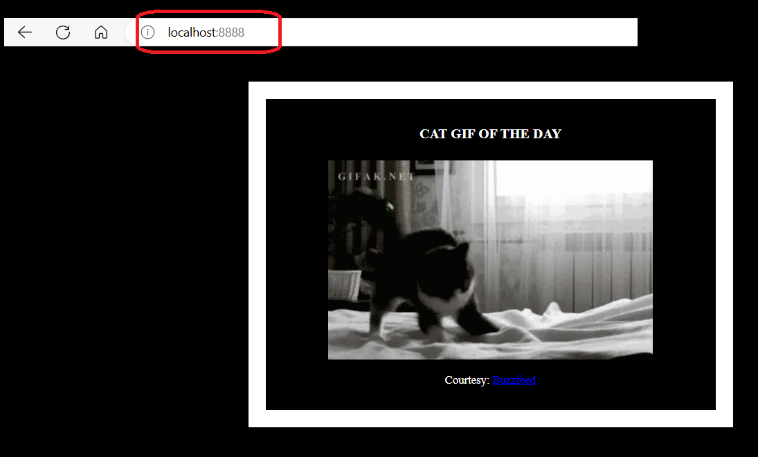 localhost:8888
CAT GIF OF THE DAY
GIFAK.NET
Courtesy: Buzzfeed